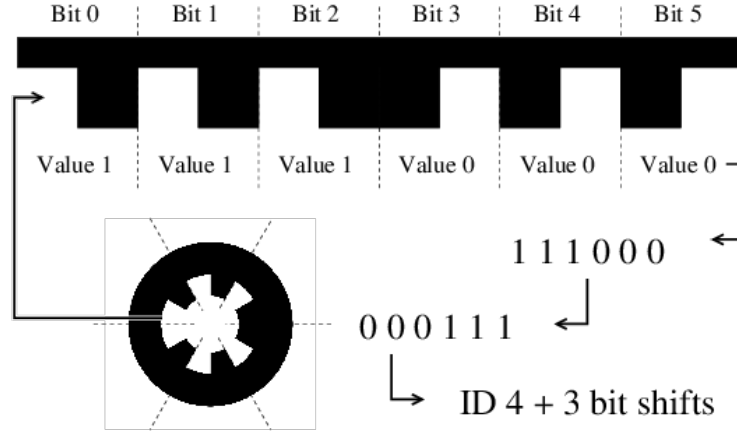 Bit 0 Bit 1 Bit 2 Bit 3 Bit 4 Bit 5
Value 1 Value 1 Value 1 Value 0 Value 0 Value 0
1 1 1 0 0 0
0 0 0 1 1 1
ID 4 + 3 bit shifts